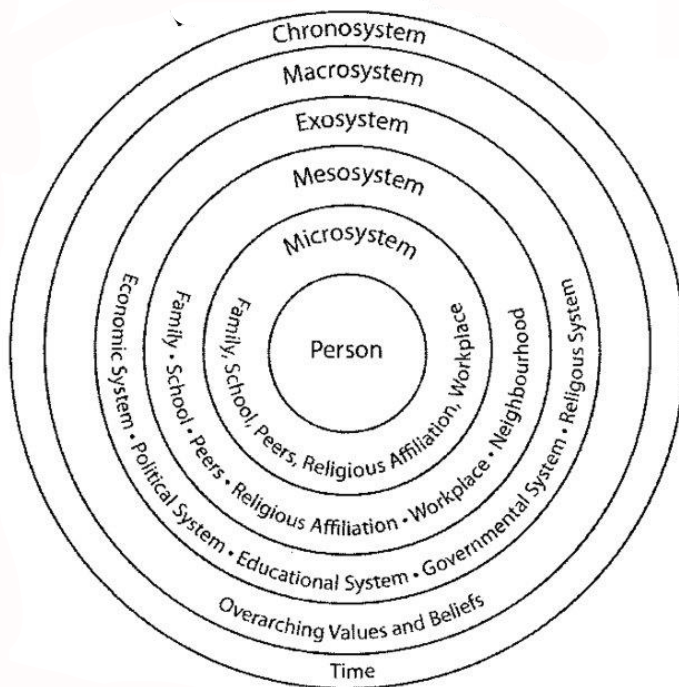 Chronosystem
Macrosystem
Exosystem
Mesosystem
Microsystem
Person
Family, School, Peers, Religious Affiliation, Workplace
Family • School • Peers • Religious Affiliation • Workplace • Neighbourhood
Economic System • Political System • Educational System • Governmental System • Religous System
Overarching Values and Beliefs
Time